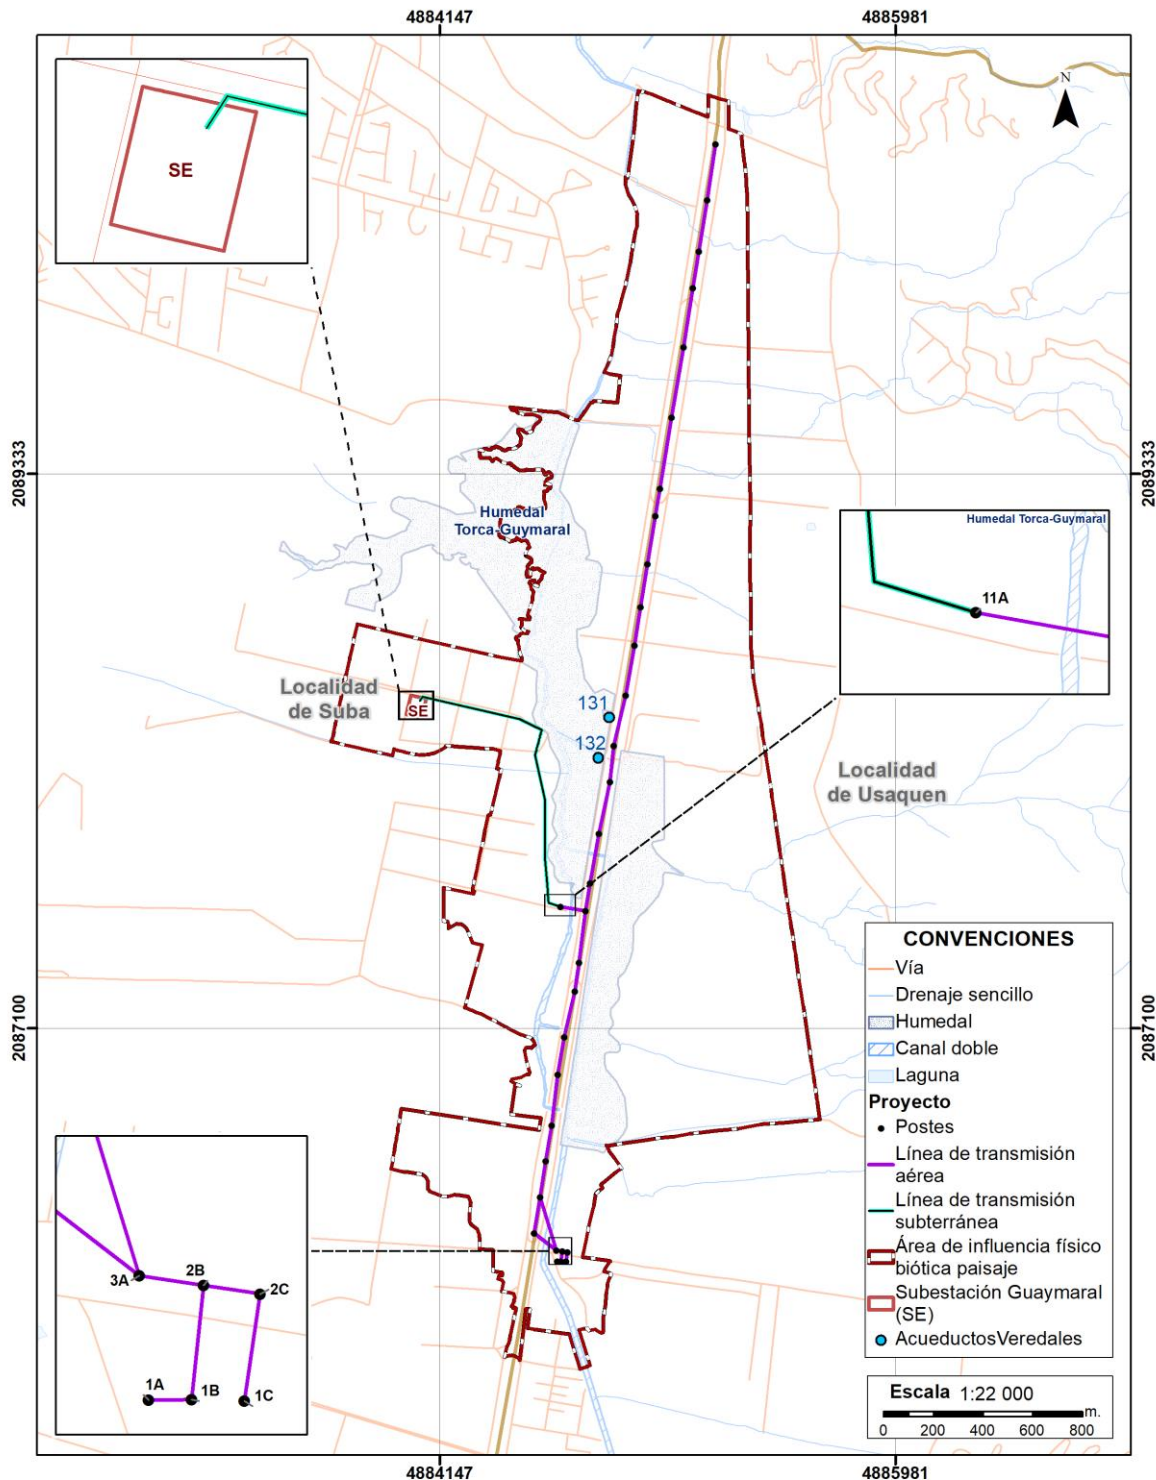 4884147
4885981
N
SE
2089333
2089333
Humedal
Torca-Guymaral
Humedal Torca-Guymaral
11A
Localidad
de Suba
SE
131
132
Localidad
de Usaquen
2087100
2087100
CONVENCIONES
Vía
Drenaje sencillo
Humedal
Canal doble
Laguna
Proyecto
Postes
Línea de transmisión
aérea
Línea de transmisión
subterránea
Área de influencia físico
biótica paisaje
Subestación Guaymaral
(SE)
AcueductosVeredales
3A
2B
2C
1A
1B
1C
Escala 1:22 000
m.
0 200 400 600 800
4884147
4885981